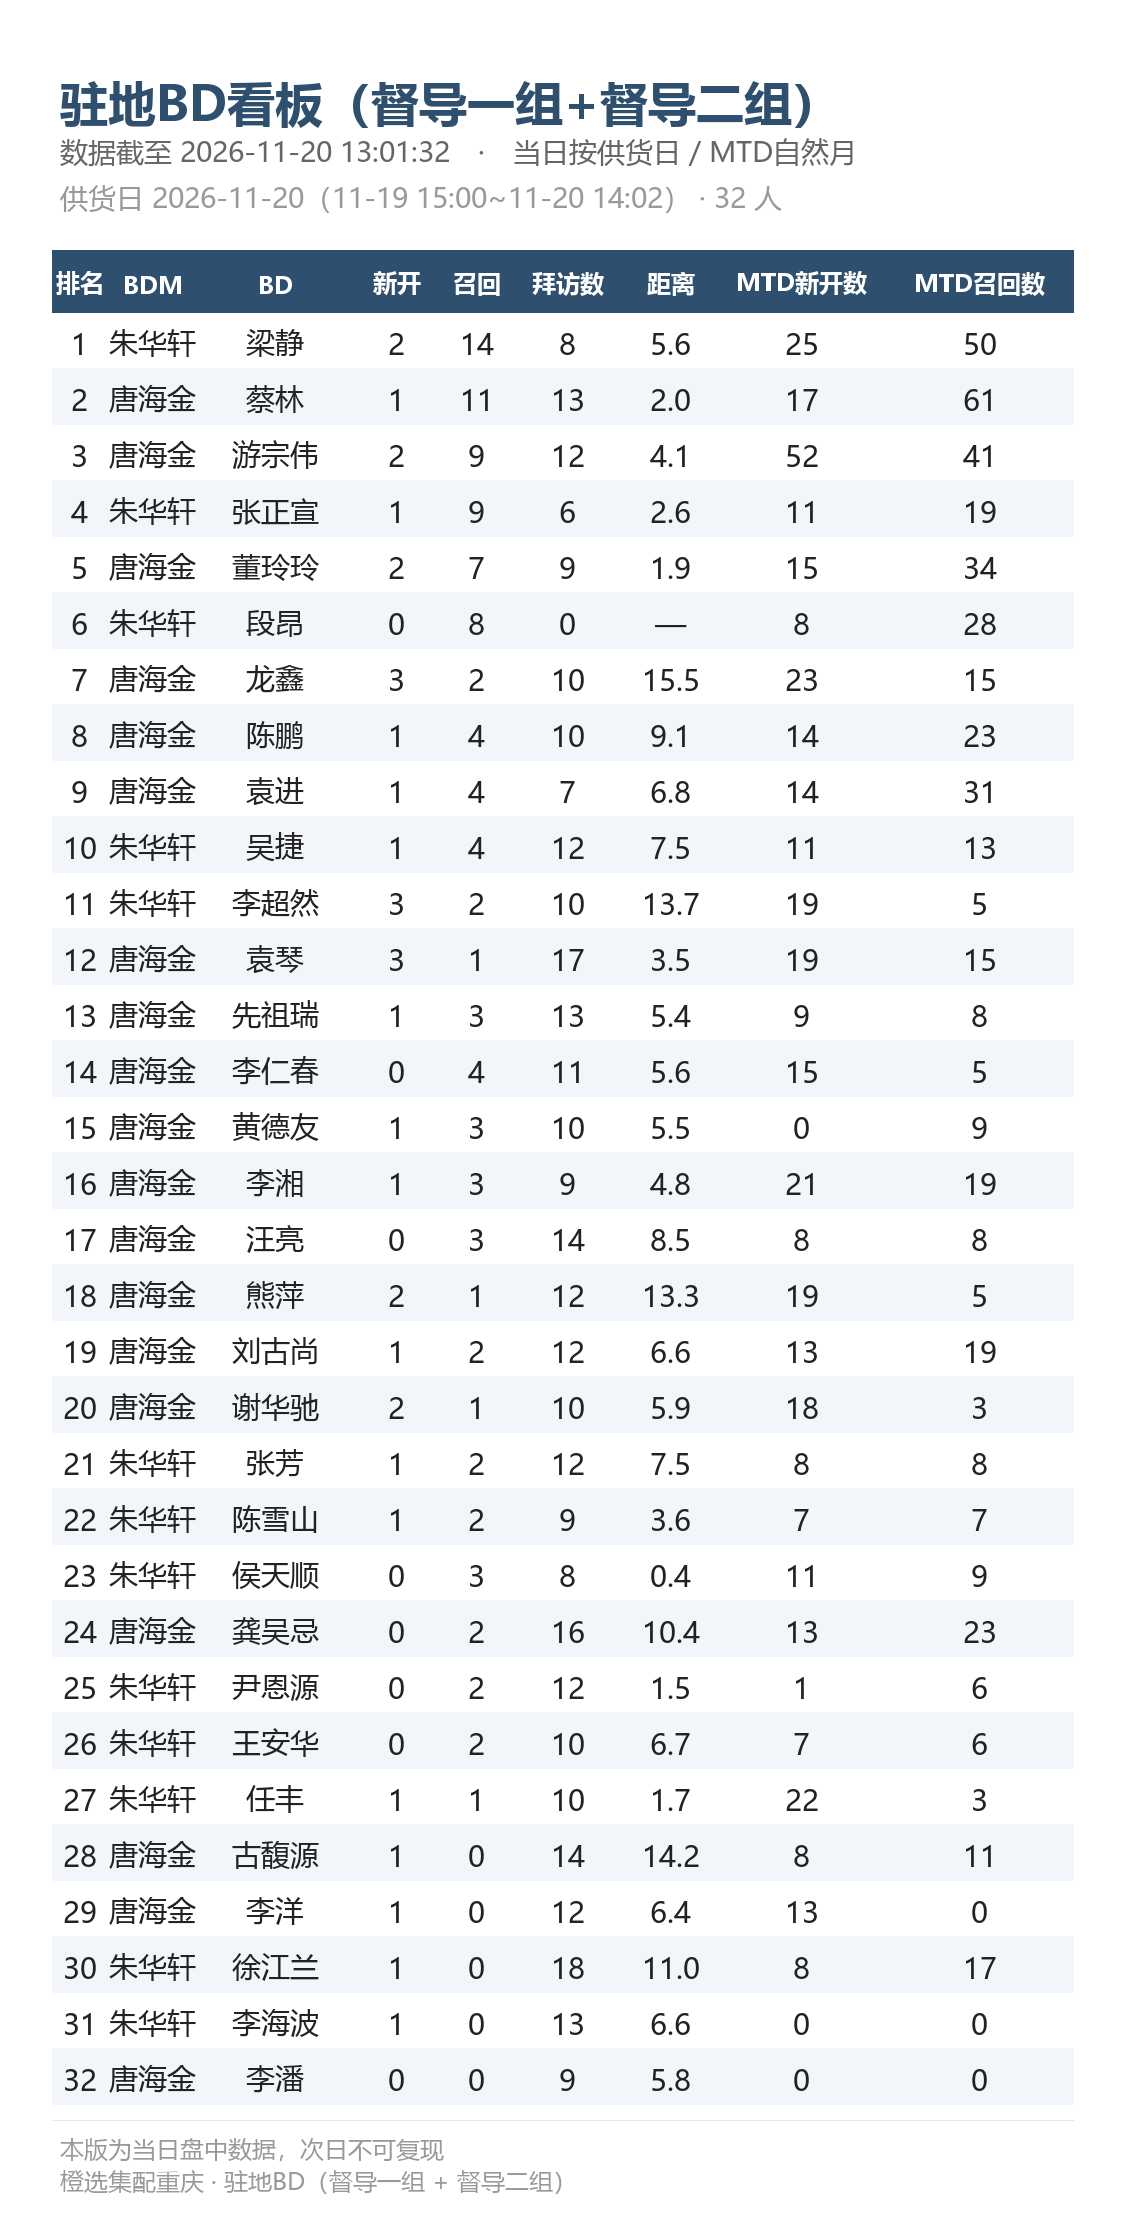 驻地BD看板（督导一组+督导二组）
数据截至 2026-11-20 13:01:32 · 当日按供货日 / MTD自然月
供货日 2026-11-20（11-19 15:00~11-20 14:02） · 32 人
排名 BDM BD 新开 召回 拜访数 距离 MTD新开数 MTD召回数
1 朱华轩 梁静 2 14 8 5.6 25 50
2 唐海金 蔡林 1 11 13 2.0 17 61
3 唐海金 游宗伟 2 9 12 4.1 52 41
4 朱华轩 张正宣 1 9 6 2.6 11 19
5 唐海金 董玲玲 2 7 9 1.9 15 34
6 朱华轩 段昂 0 8 0 — 8 28
7 唐海金 龙鑫 3 2 10 15.5 23 15
8 唐海金 陈鹏 1 4 10 9.1 14 23
9 唐海金 袁进 1 4 7 6.8 14 31
10 朱华轩 吴捷 1 4 12 7.5 11 13
11 朱华轩 李超然 3 2 10 13.7 19 5
12 唐海金 袁琴 3 1 17 3.5 19 15
13 唐海金 先祖瑞 1 3 13 5.4 9 8
14 唐海金 李仁春 0 4 11 5.6 15 5
15 唐海金 黄德友 1 3 10 5.5 0 9
16 唐海金 李湘 1 3 9 4.8 21 19
17 唐海金 汪亮 0 3 14 8.5 8 8
18 唐海金 熊萍 2 1 12 13.3 19 5
19 唐海金 刘古尚 1 2 12 6.6 13 19
20 唐海金 谢华驰 2 1 10 5.9 18 3
21 朱华轩 张芳 1 2 12 7.5 8 8
22 朱华轩 陈雪山 1 2 9 3.6 7 7
23 朱华轩 侯天顺 0 3 8 0.4 11 9
24 唐海金 龚吴忌 0 2 16 10.4 13 23
25 朱华轩 尹恩源 0 2 12 1.5 1 6
26 朱华轩 王安华 0 2 10 6.7 7 6
27 朱华轩 任丰 1 1 10 1.7 22 3
28 唐海金 古馥源 1 0 14 14.2 8 11
29 唐海金 李洋 1 0 12 6.4 13 0
30 朱华轩 徐江兰 1 0 18 11.0 8 17
31 朱华轩 李海波 1 0 13 6.6 0 0
32 唐海金 李潘 0 0 9 5.8 0 0
本版为当日盘中数据，次日不可复现
橙选集配重庆 · 驻地BD（督导一组 + 督导二组）